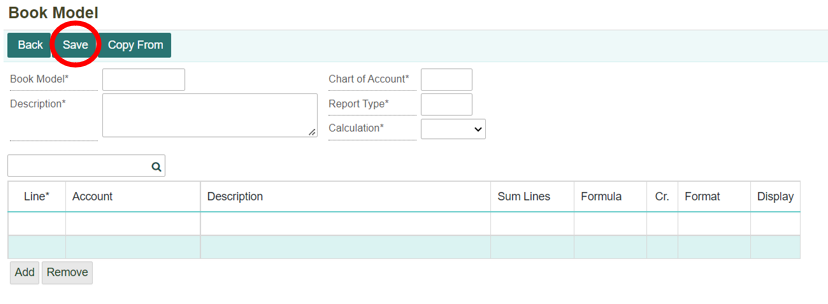 Book Model
Back Save Copy From
Book Model* Chart of Account*
Description* Report Type*
Calculation*
Line* Account Description Sum Lines Formula Cr. Format Display
Add Remove